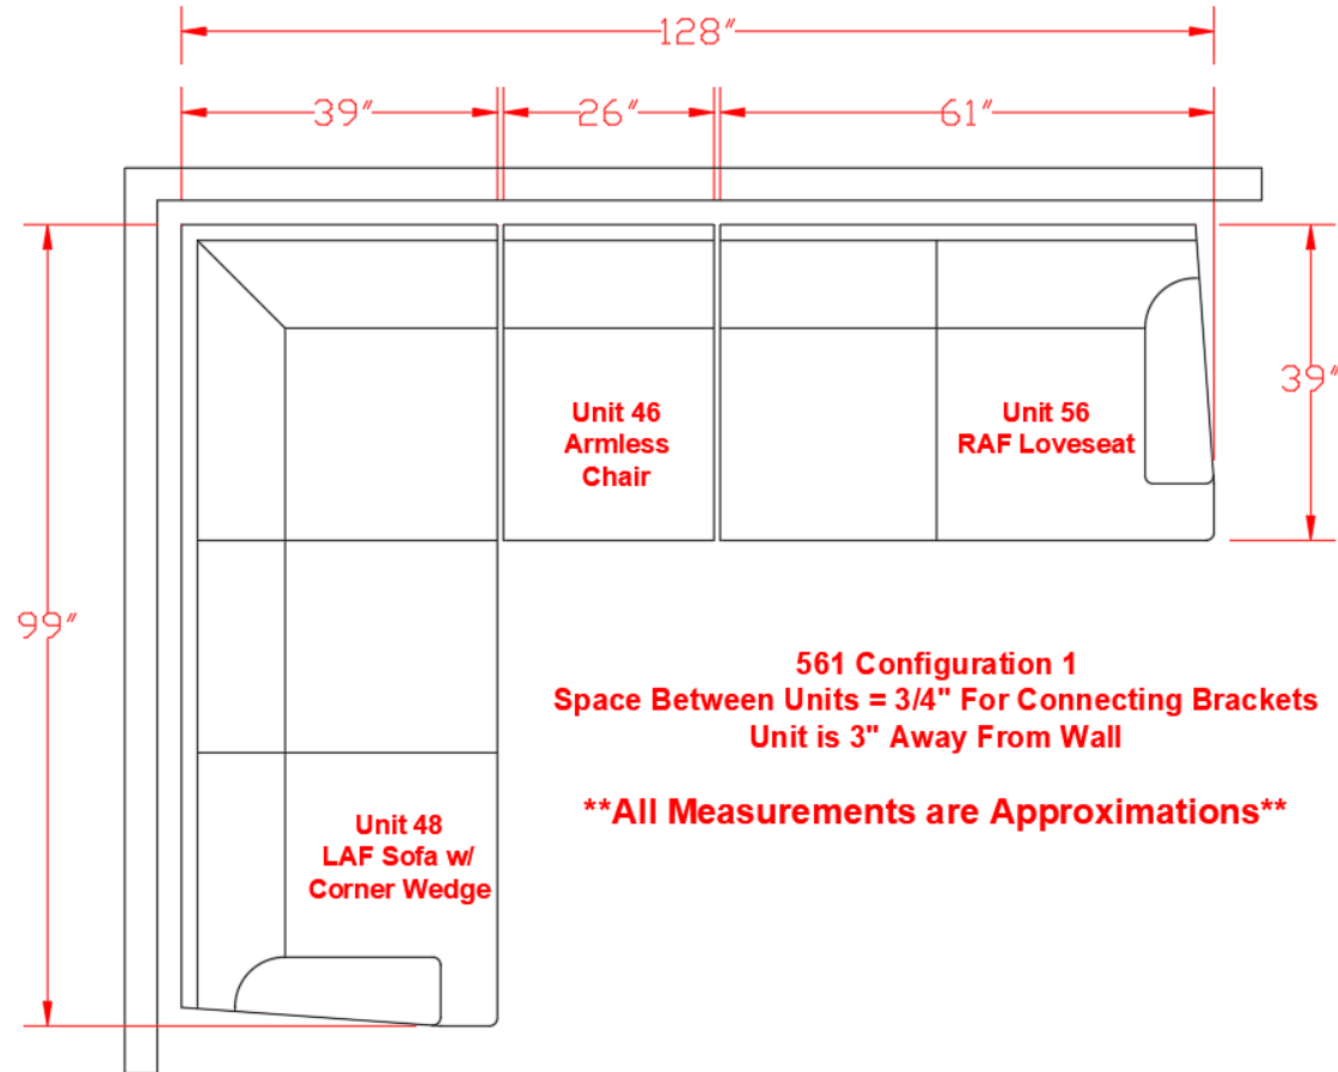 128"
39"
26"
61"
39"
99"
Unit 46
Armless
Chair
Unit 56
RAF Loveseat
561 Configuration 1
Space Between Units = 3/4" For Connecting Brackets
Unit is 3" Away From Wall
**All Measurements are Approximations**
Unit 48
LAF Sofa w/
Corner Wedge